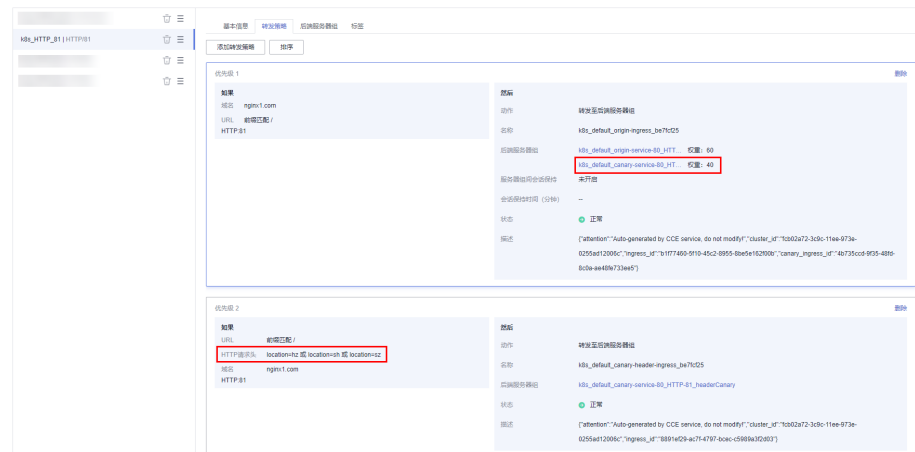 k8s_HTTP_81 | HTTP/81
基本信息 转发策略 后端服务器组 标签
添加转发策略 排序
优先级 1 删除
如果
域名 nginx1.com
URL 前缀匹配 /
HTTP:81
然后
动作 转发至后端服务器组
名称 k8s_default_origin-ingress_be7fcf25
后端服务器组 k8s_default_origin-service-80_HTT... 权重：60
k8s_default_canary-service-80_HT... 权重：40
服务器组间会话保持 未开启
会话保持时间（分钟） --
状态 正常
描述 {"attention":"Auto-generated by CCE service, do not modify!","cluster_id":"fcb02a72-3c9c-11ee-973e-
0255ad12006c","ingress_id":"b1f77460-5f10-45c2-8955-8be5e162f00b","canary_ingress_id":"4b735ccd-9f35-48fd-
8c9a-ae48fe733ee5"}
优先级 2 删除
如果
URL 前缀匹配 /
HTTP请求头 location=hz 或 location=sh 或 location=sz
域名 nginx1.com
HTTP:81
然后
动作 转发至后端服务器组
名称 k8s_default_canary-header-ingress_be7fcf25
后端服务器组 k8s_default_canary-service-80_HTTP-81_headerCanary
状态 正常
描述 {"attention":"Auto-generated by CCE service, do not modify!","cluster_id":"fcb02a72-3c9c-11ee-973e-
0255ad12006c","ingress_id":"8891ef29-ac7f-4797-bcec-c5989a3f2d03"}